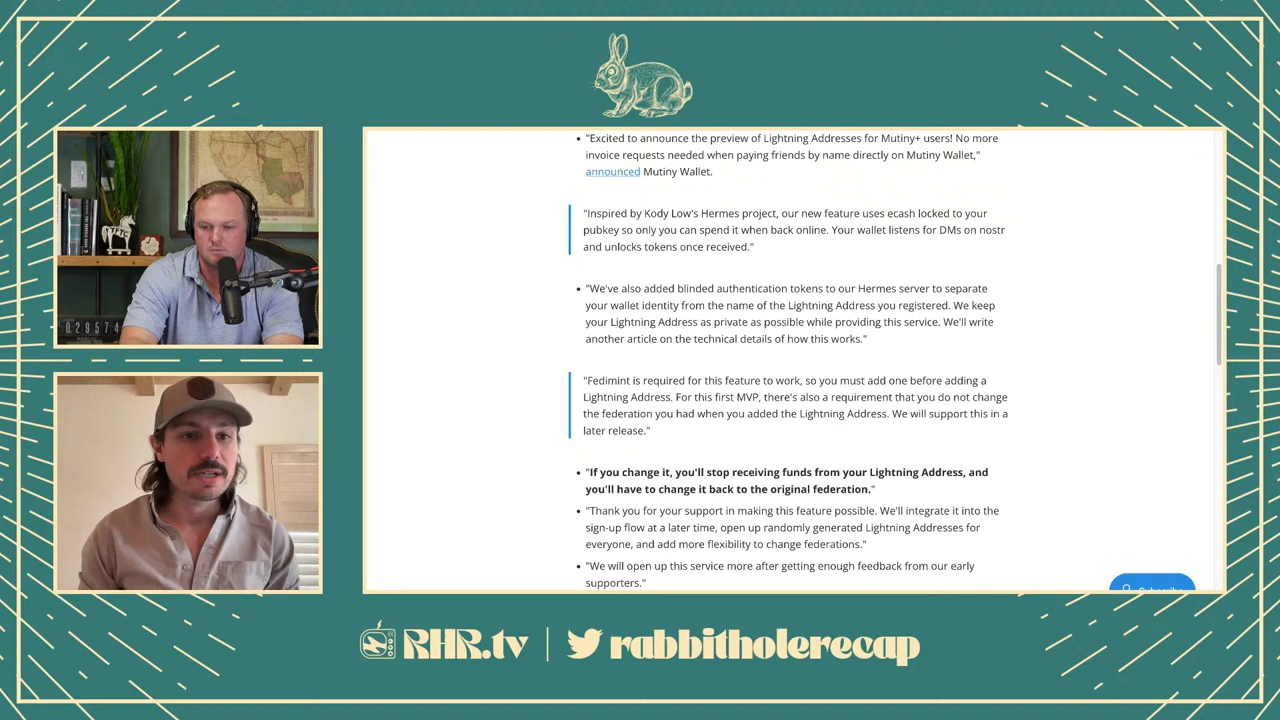 "Excited to announce the preview of Lightning Addresses for Mutiny+ users! No more
invoice requests needed when paying friends by name directly on Mutiny Wallet,"
announced Mutiny Wallet.
"Inspired by Kody Low's Hermes project, our new feature uses ecash locked to your
pubkey so only you can spend it when back online. Your wallet listens for DMs on nostr
and unlocks tokens once received."
"We've also added blinded authentication tokens to our Hermes server to separate
your wallet identity from the name of the Lightning Address you registered. We keep
your Lightning Address as private as possible while providing this service. We'll write
another article on the technical details of how this works."
"Fedimint is required for this feature to work, so you must add one before adding a
Lightning Address. For this first MVP, there's also a requirement that you do not change
the federation you had when you added the Lightning Address. We will support this in a
later release."
"If you change it, you'll stop receiving funds from your Lightning Address, and
you'll have to change it back to the original federation."
"Thank you for your support in making this feature possible. We'll integrate it into the
sign-up flow at a later time, open up randomly generated Lightning Addresses for
everyone, and add more flexibility to change federations."
"We will open up this service more after getting enough feedback from our early
supporters."
RHR.tv | rabbitholerecap